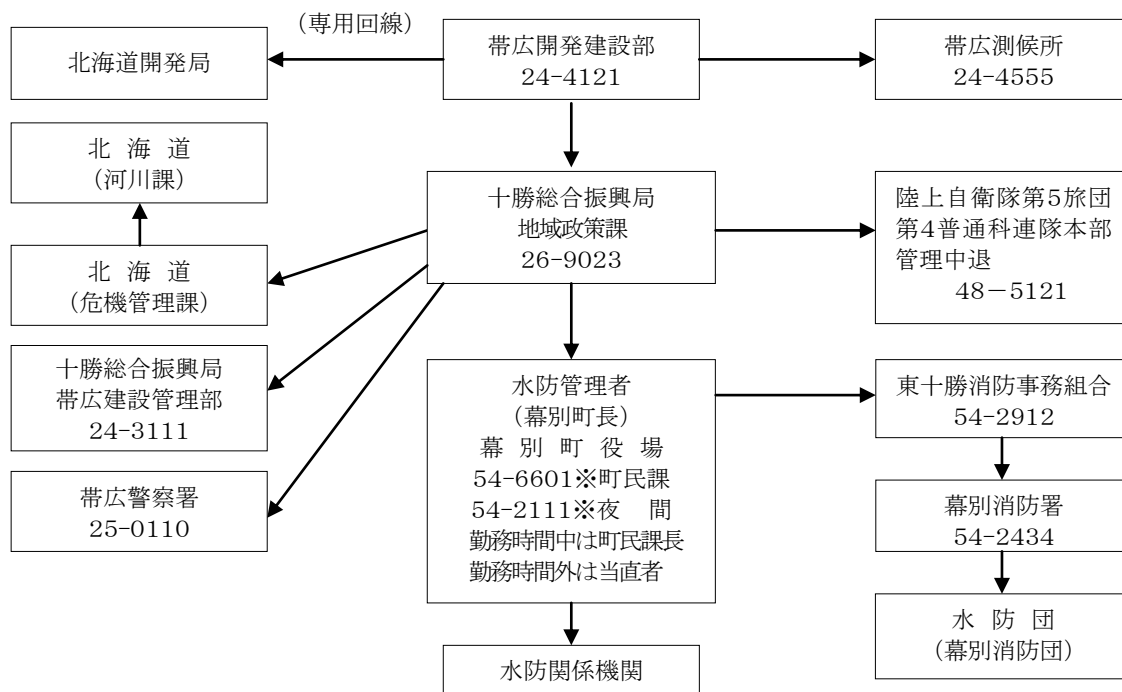 （専用回線）
北海道開発局
帯広開発建設部
24-4121
帯広測候所
24-4555
北　海　道
（河川課）
十勝総合振興局
地域政策課
26-9023
陸上自衛隊第5旅団
第4普通科連隊本部
管理中退
48－5121
北　海　道
（危機管理課）
十勝総合振興局
帯広建設管理部
24-3111
水防管理者
（幕別町長）
幕　別　町　役　場
54-6601※町民課
54-2111※夜　間
勤務時間中は町民課長
勤務時間外は当直者
東十勝消防事務組合
54-2912
帯広警察署
25-0110
幕別消防署
54-2434
水　防　団
（幕別消防団）
水防関係機関